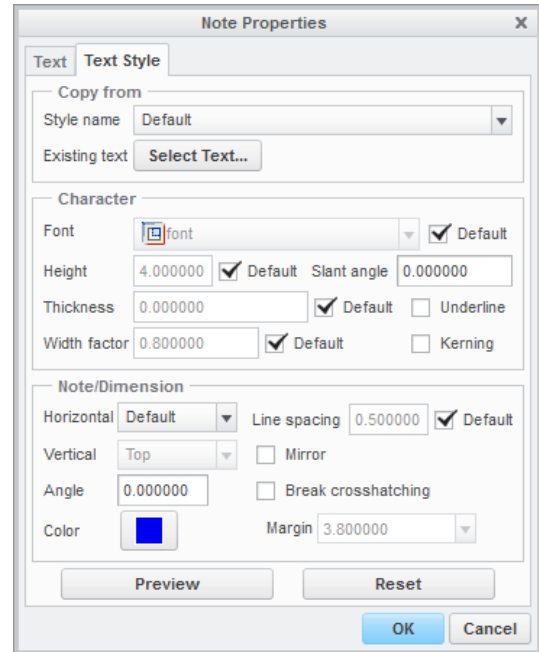 Note Properties
Text Text Style
Copy from
Style name Default
Existing text Select Text...
Character
Font font Default
Height 4.000000 Default Slant angle 0.000000
Thickness 0.000000 Default Underline
Width factor 0.800000 Default Kerning
Note/Dimension
Horizontal Default Line spacing 0.500000 Default
Vertical Top Mirror
Angle 0.000000 Break crosshatching
Color Margin 3.800000
Preview Reset
OK Cancel